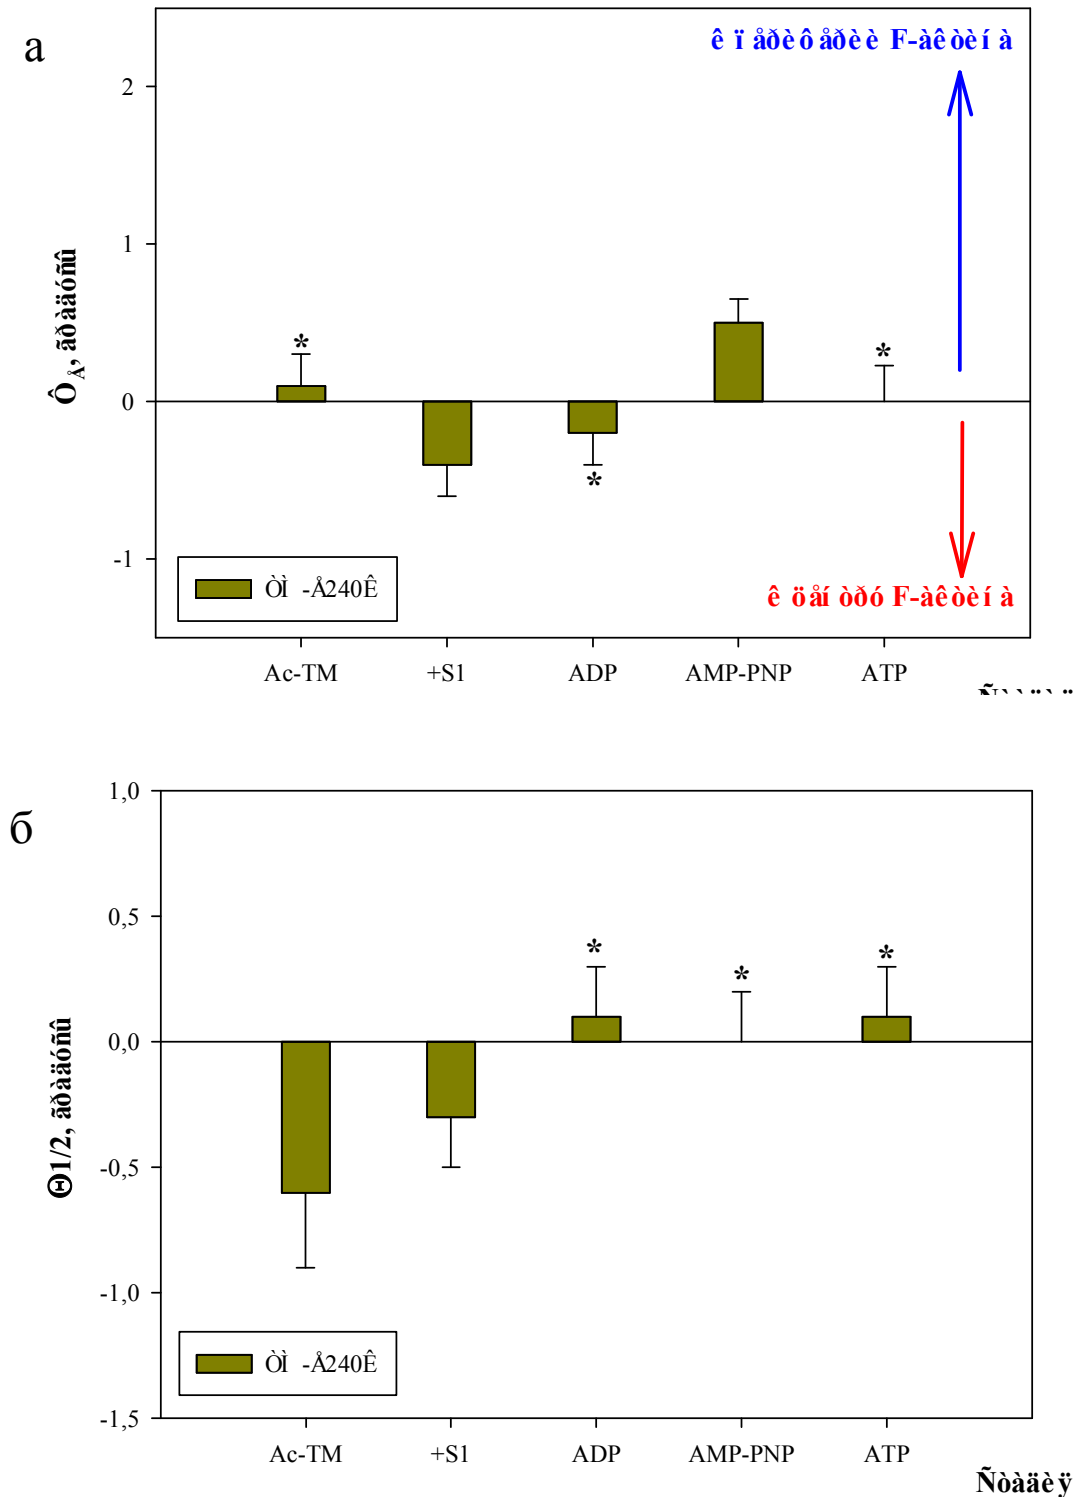 а
ê ï åðèô åðèè F-àêòèí à
2
1
0
-1
Ô_Å, ãðàäóñû
*
*
*
ÒÌ -Å240Ê
ê öåí òðó F-àêòèí à
Ac-TM +S1 ADP AMP-PNP ATP
б
1,0
0,5
0,0
-0,5
-1,0
-1,5
Θ1/2, ãðàäóñû
* * *
ÒÌ -Å240Ê
Ac-TM +S1 ADP AMP-PNP ATP
Ñòàäèÿ